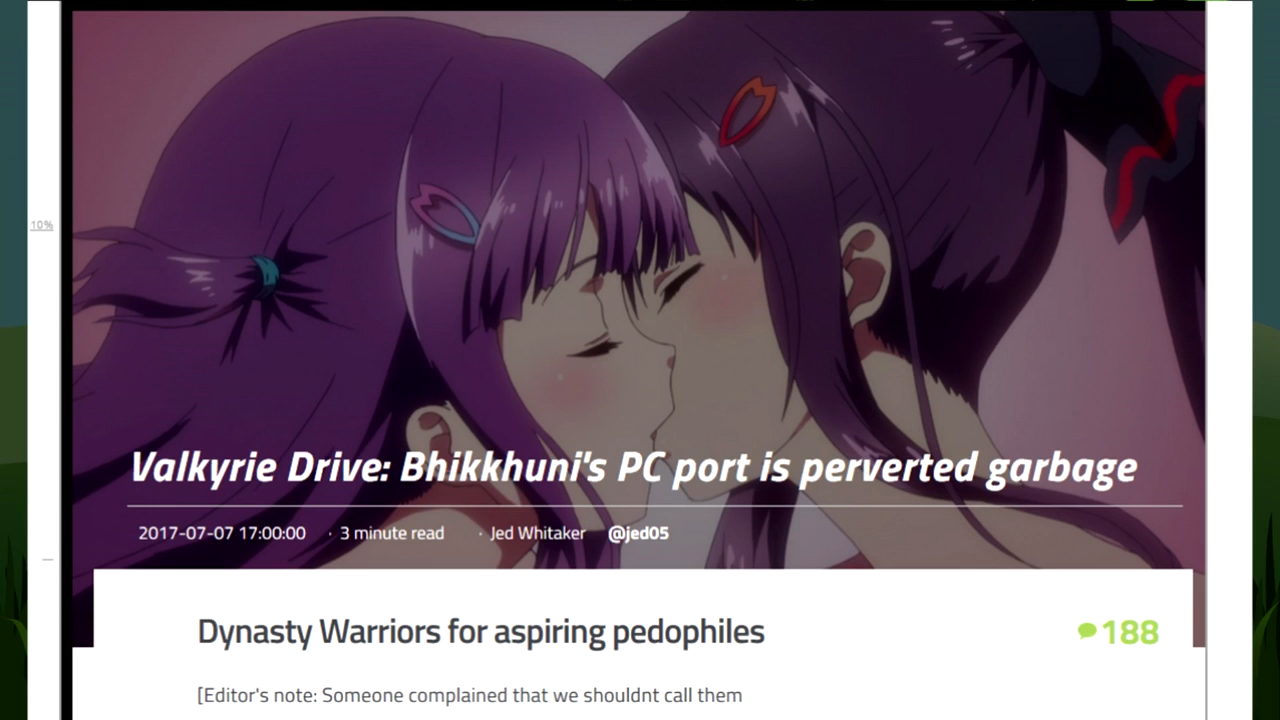 10%
Valkyrie Drive: Bhikkhuni's PC port is perverted garbage
2017-07-07 17:00:00 · 3 minute read · Jed Whitaker @jed05
Dynasty Warriors for aspiring pedophiles 188
[Editor's note: Someone complained that we shouldnt call them